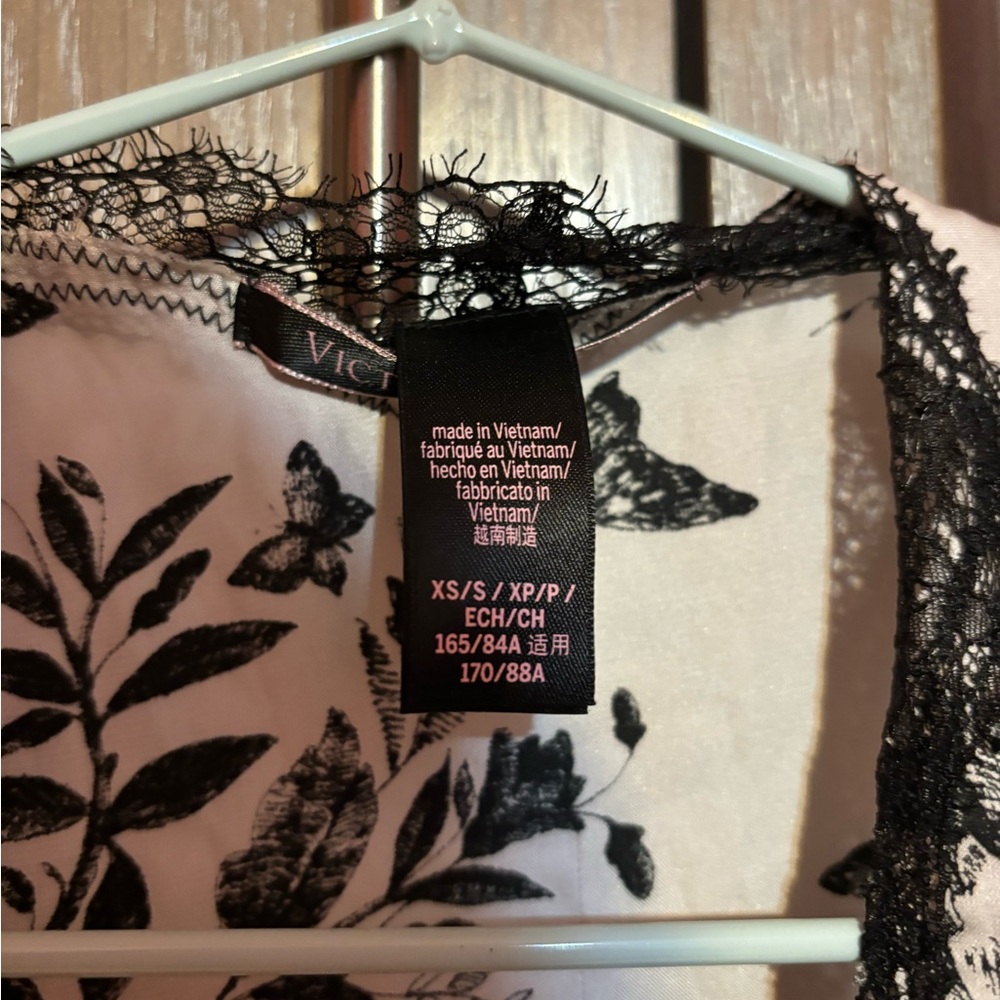 VICT
made in Vietnam/
fabriqué au Vietnam/
hecho en Vietnam/
fabbricato in
Vietnam/
越南制造
XS/S / XP/P /
ECH/CH
165/84A 适用
170/88A